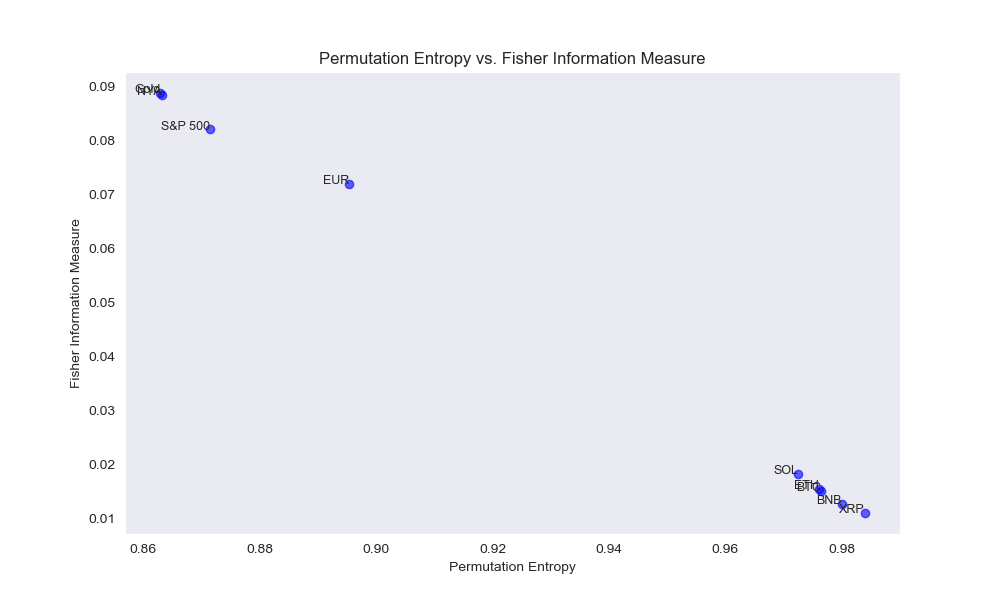 Permutation Entropy vs. Fisher Information Measure
0.09
0.08
0.07
0.06
0.05
0.04
0.03
0.02
0.01
Fisher Information Measure
Gold
S&P 500
EUR
SOL
ETH
BTC
BNB
XRP
0.86 0.88 0.90 0.92 0.94 0.96 0.98
Permutation Entropy